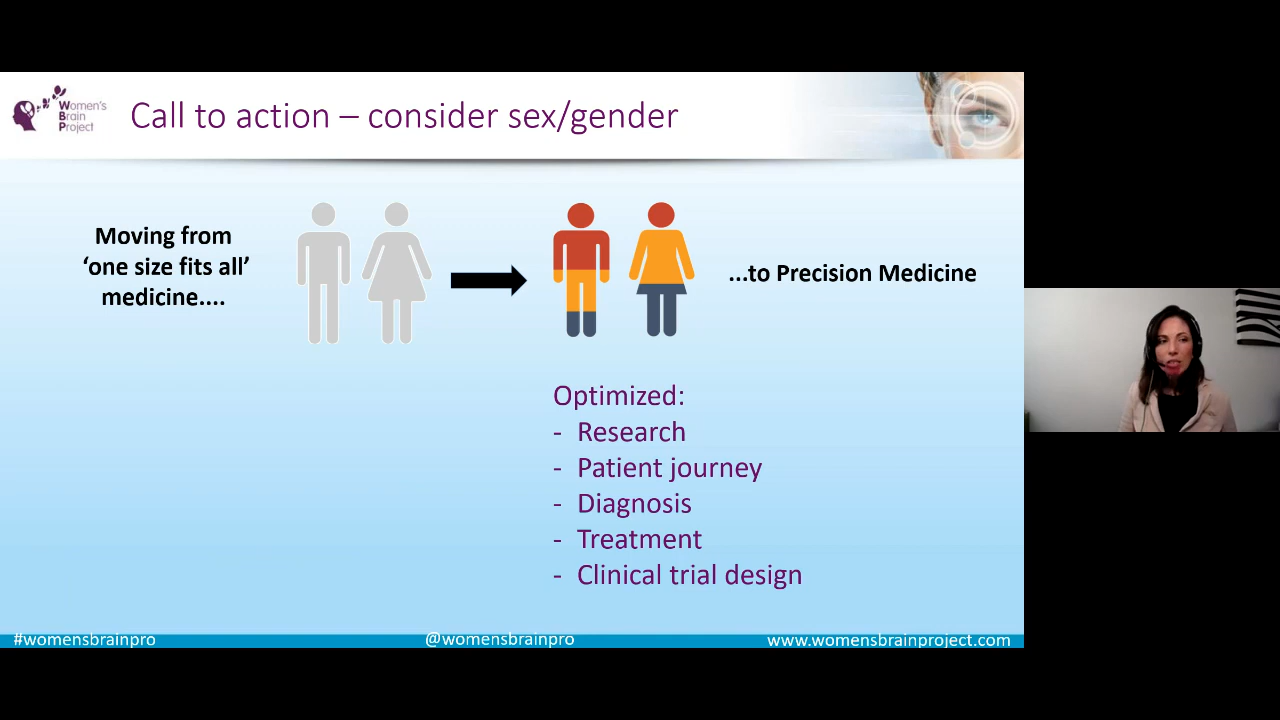 Women's
Brain
Project
Call to action – consider sex/gender
Moving from
‘one size fits all’
medicine....
...to Precision Medicine
Optimized:
- Research
- Patient journey
- Diagnosis
- Treatment
- Clinical trial design
#womensbrainpro
@womensbrainpro
www.womensbrainproject.com